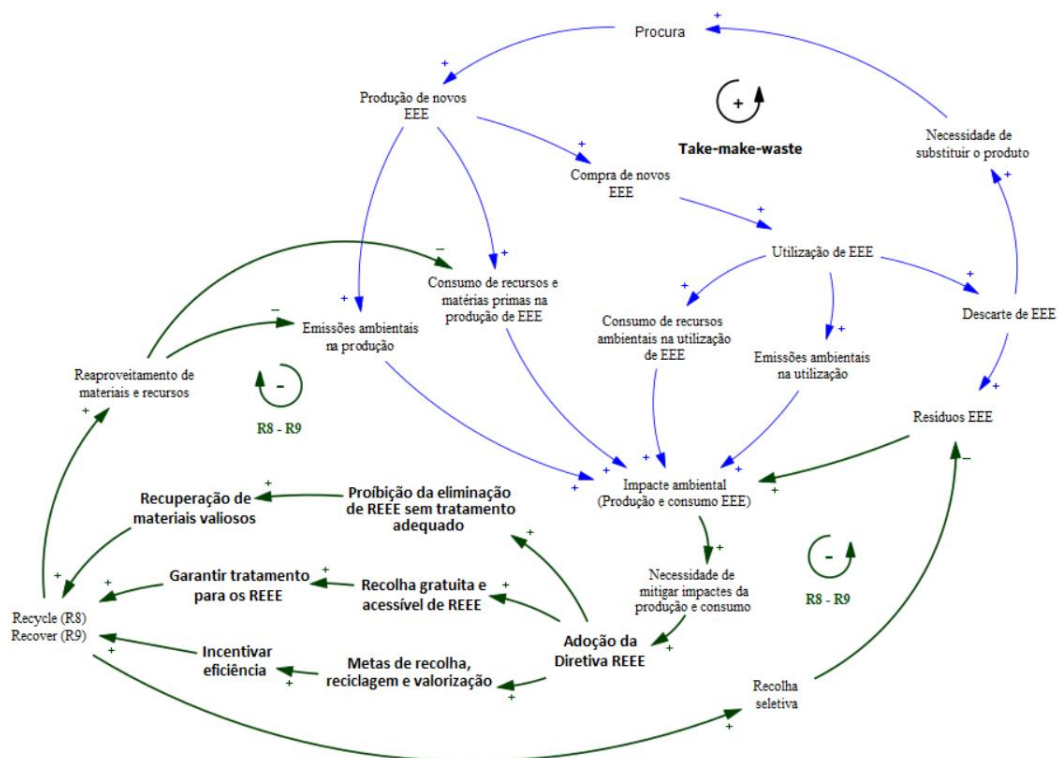 Procura
Produção de novos
EEE
Take-make-waste
Necessidade de
substituir o produto
Compra de novos
EEE
Utilização de EEE
Consumo de recursos e
matérias primas na
produção de EEE
Emissões ambientais
na produção
Consumo de recursos
ambientais na utilização
de EEE
Emissões ambientais
na utilização
Descarte de EEE
Reaproveitamento de
materiais e recursos
R8 - R9
Resíduos EEE
Impacte ambiental
(Produção e consumo EEE)
Recuperação de
materiais valiosos
Proíbição da eliminação
de REEE sem tratamento
adequado
Necessidade de
mitigar impactes da
produção e consumo
R8 - R9
Garantir tratamento
para os REEE
Recolha gratuita e
acessível de REEE
Recycle (R8)
Recover (R9)
Adoção da
Diretiva REEE
Incentivar
eficiência
Metas de recolha,
reciclagem e valorização
Recolha
seletiva